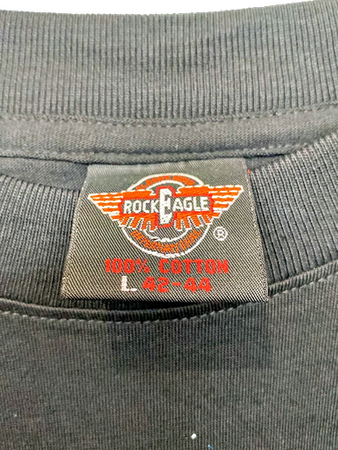 ROCK EAGLE
®
100% COTTON
L 42-44